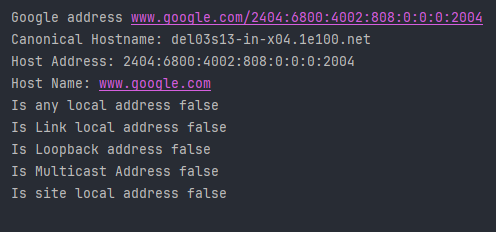 Google address www.google.com/2404:6800:4002:808:0:0:0:2004
Canonical Hostname: del03s13-in-x04.1e100.net
Host Address: 2404:6800:4002:808:0:0:0:2004
Host Name: www.google.com
Is any local address false
Is Link local address false
Is Loopback address false
Is Multicast Address false
Is site local address false